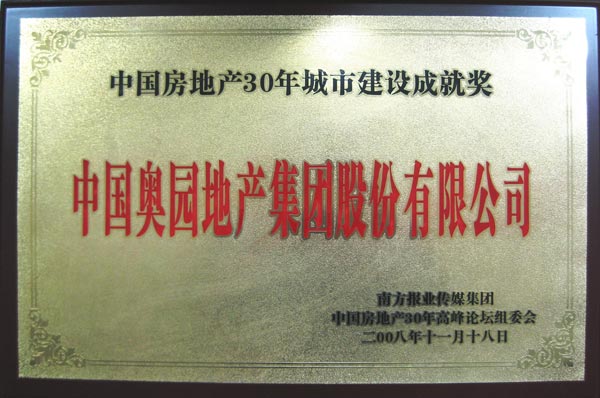 中国房地产30年城市建设成就奖
中国奥园地产集团股份有限公司
南方报业传媒集团
中国房地产30年高峰论坛组委会
二00八年十一月十八日